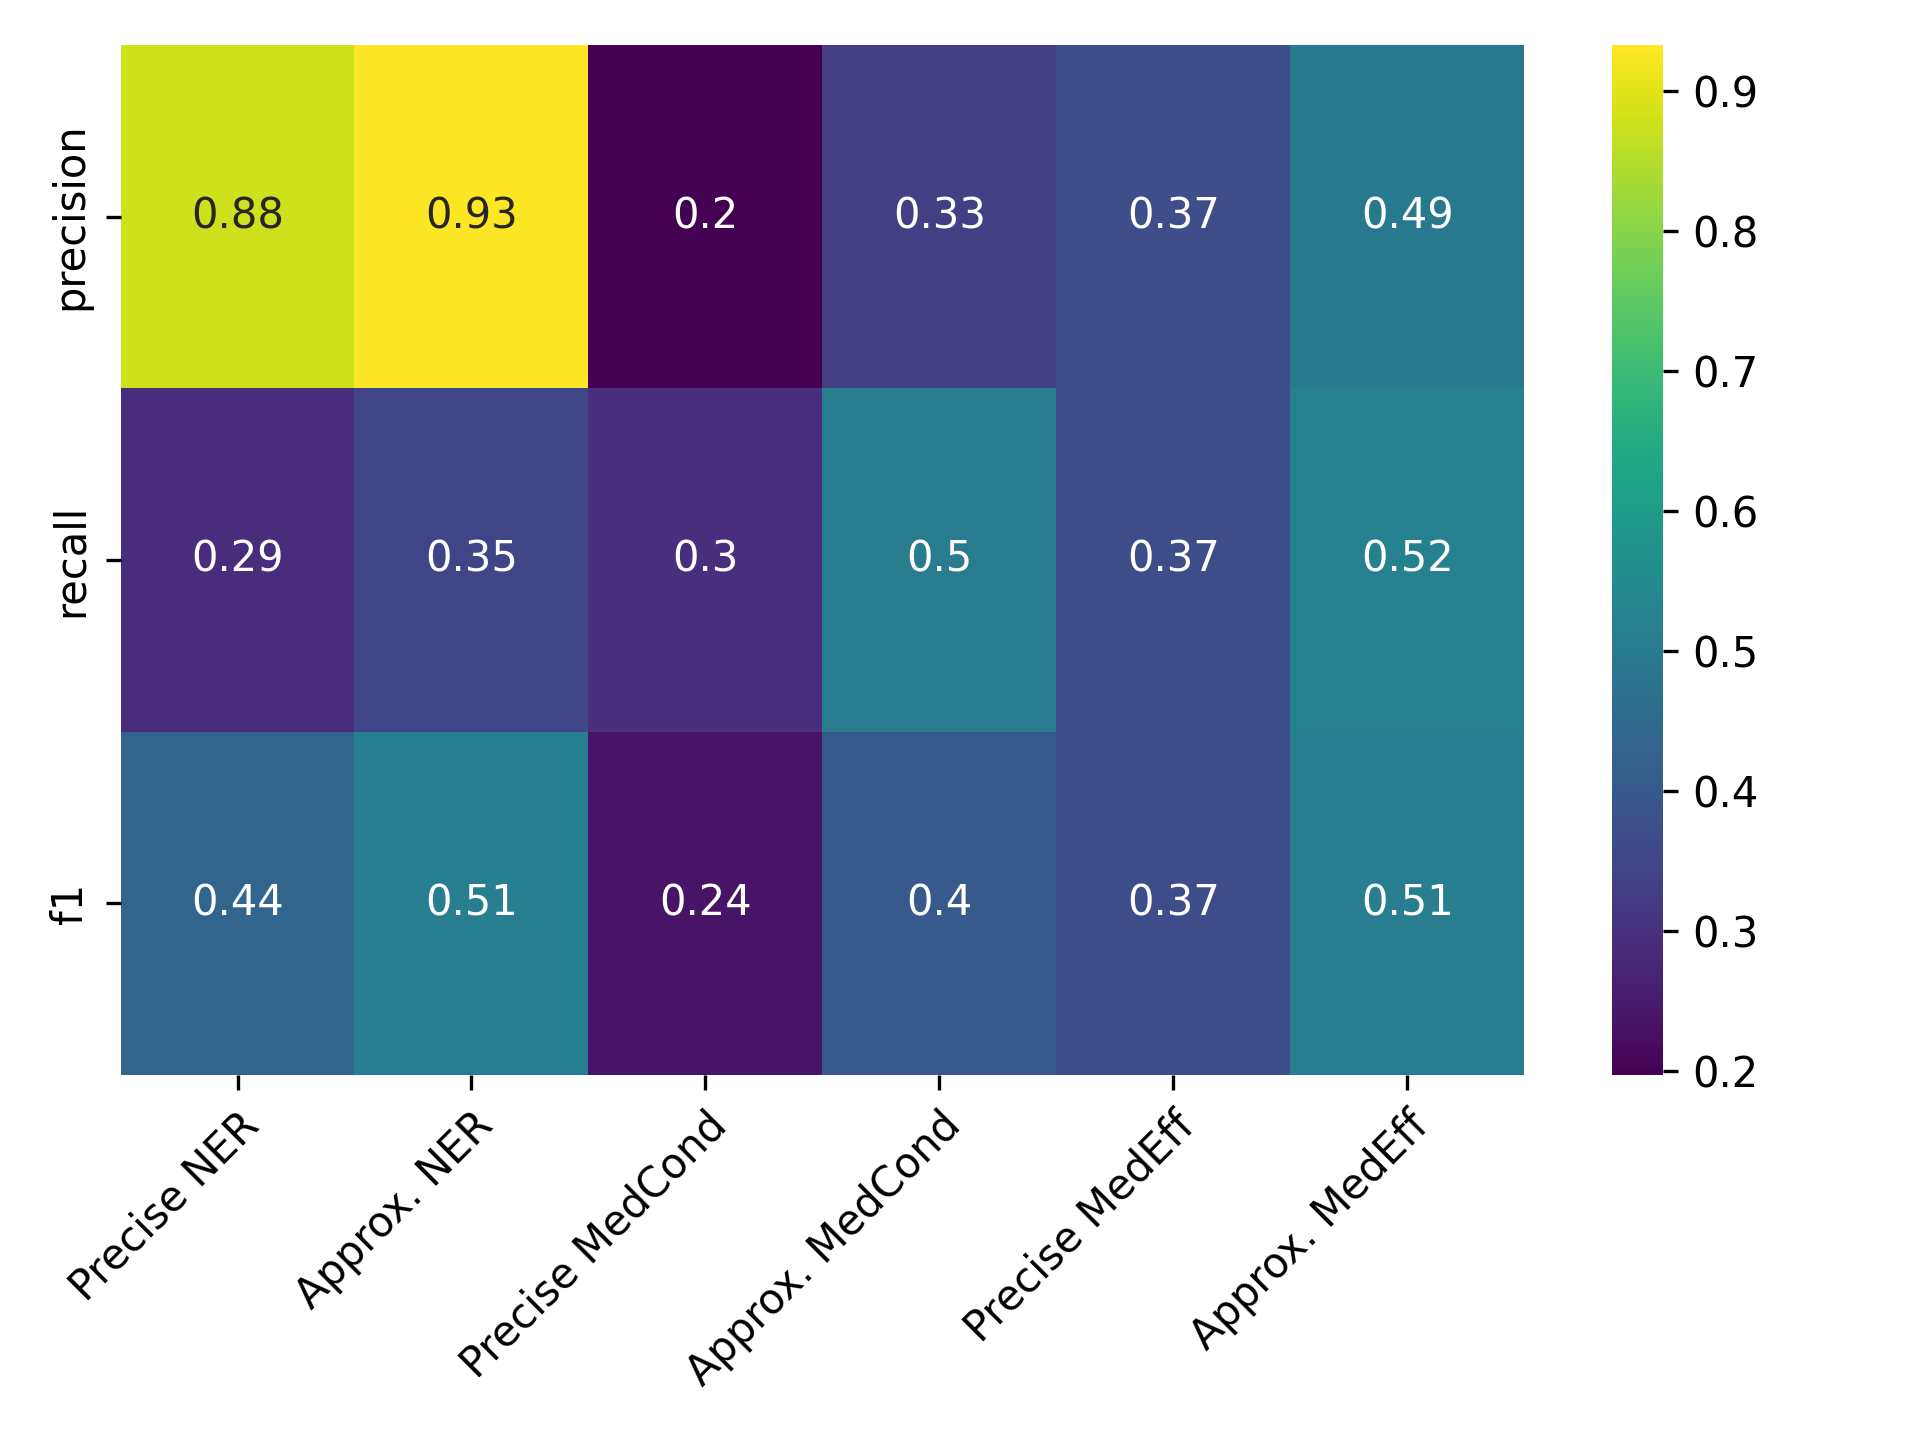 precision 0.88 0.93 0.2 0.33 0.37 0.49
recall 0.29 0.35 0.3 0.5 0.37 0.52
f1 0.44 0.51 0.24 0.4 0.37 0.51
Precise NER
Approx. NER
Precise MedCond
Approx. MedCond
Precise MedEff
Approx. MedEff
0.9
0.8
0.7
0.6
0.5
0.4
0.3
0.2